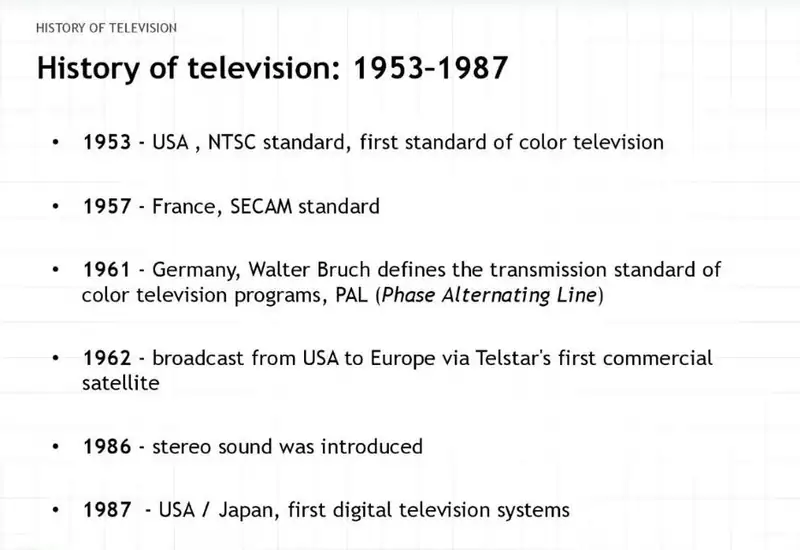 HISTORY OF TELEVISION
History of television: 1953–1987
• 1953 - USA , NTSC standard, first standard of color television
• 1957 - France, SECAM standard
• 1961 - Germany, Walter Bruch defines the transmission standard of
color television programs, PAL (Phase Alternating Line)
• 1962 - broadcast from USA to Europe via Telstar's first commercial
satellite
• 1986 - stereo sound was introduced
• 1987 - USA / Japan, first digital television systems